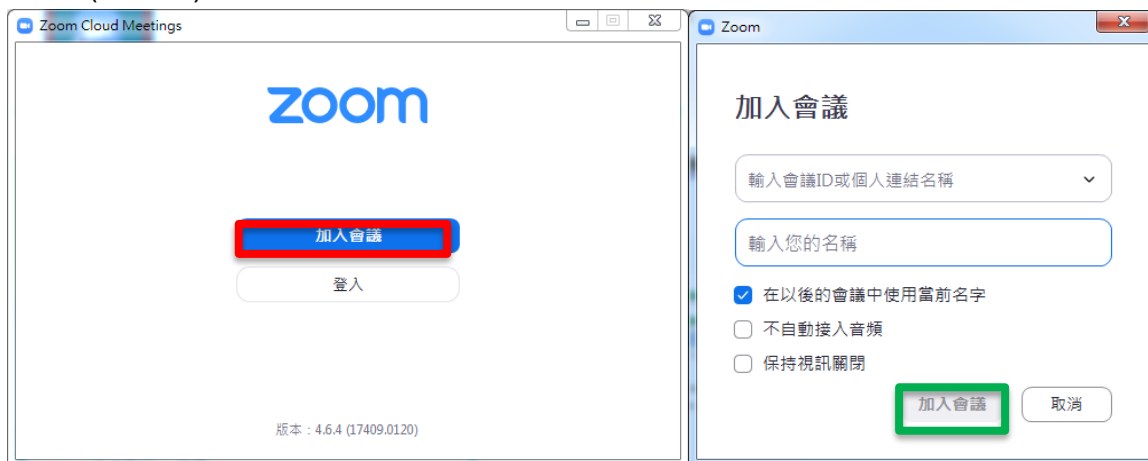 Zoom Cloud Meetings
zoom
加入會議
登入
版本：4.6.4 (17409.0120)
Zoom
加入會議
輸入會議ID或個人連結名稱
輸入您的名稱
在以後的會議中使用當前名字
不自動接入音頻
保持視訊關閉
加入會議
取消